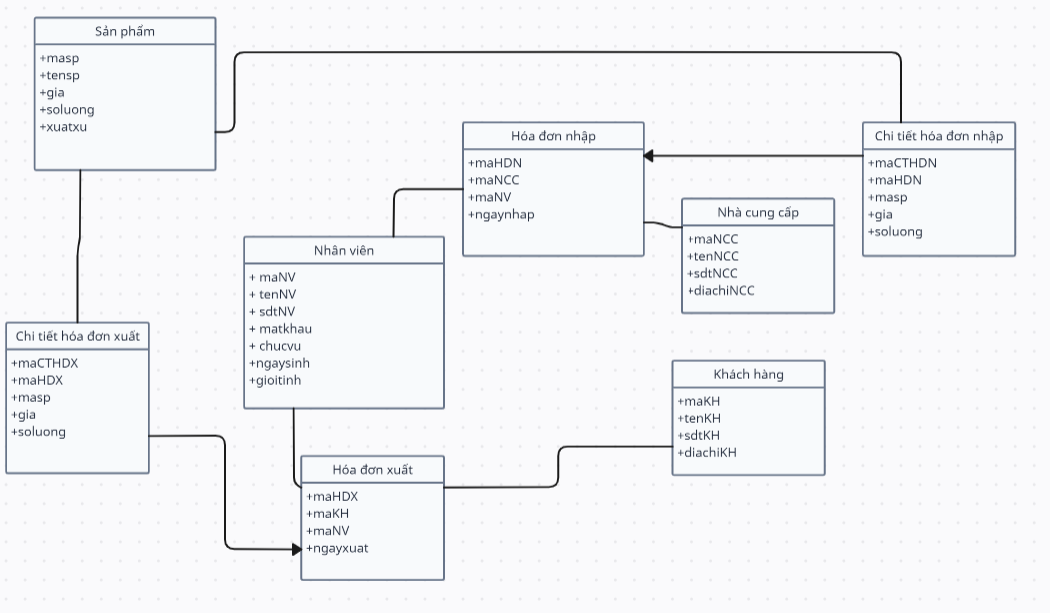 Sản phẩm
+masp
+tensp
+gia
+soluong
+xuatxu
Hóa đơn nhập
+maHDN
+maNCC
+maNV
+ngaynhap
Chi tiết hóa đơn nhập
+maCTHDN
+maHDN
+masp
+gia
+soluong
Nhà cung cấp
+maNCC
+tenNCC
+sdtNCC
+diachiNCC
Nhân viên
+ maNV
+ tenNV
+ sdtNV
+ matkhau
+ chucvu
+ngaysinh
+gioitinh
Chi tiết hóa đơn xuất
+maCTHDX
+maHDX
+masp
+gia
+soluong
Khách hàng
+maKH
+tenKH
+sdtKH
+diachiKH
Hóa đơn xuất
+maHDX
+maKH
+maNV
+ngayxuat